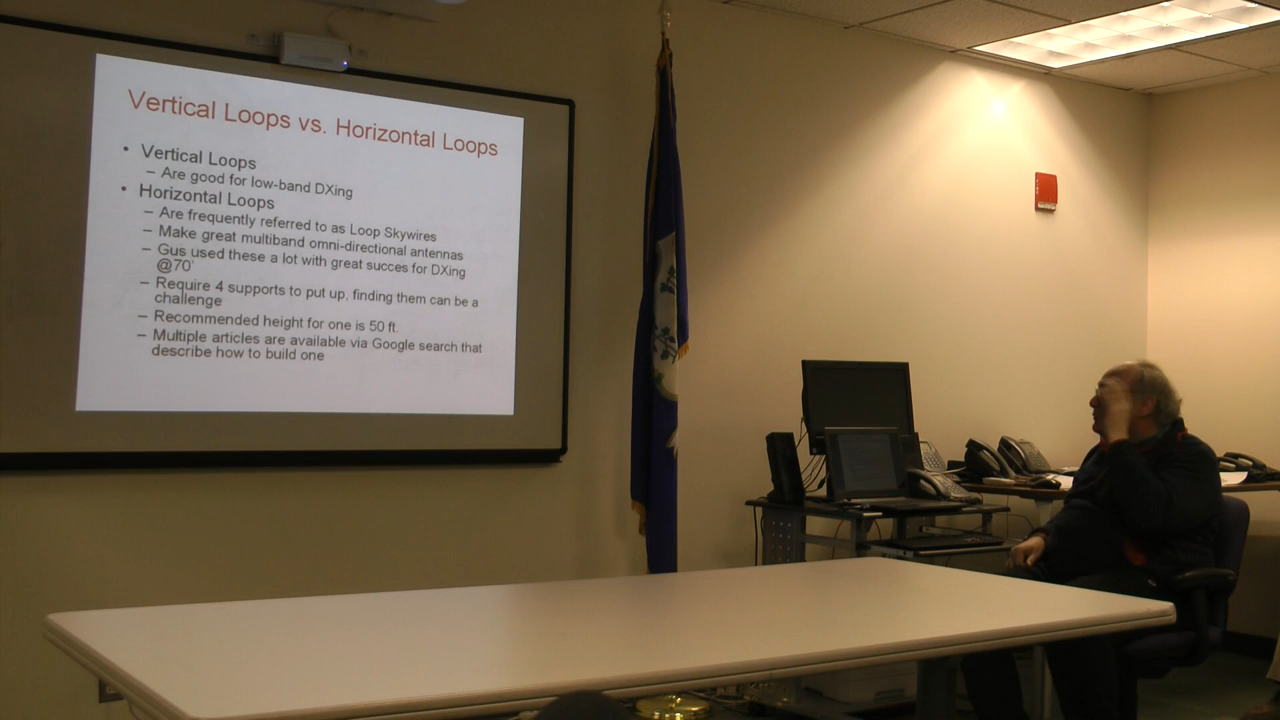 Vertical Loops vs. Horizontal Loops
• Vertical Loops
– Are good for low-band DXing
• Horizontal Loops
– Are frequently referred to as Loop Skywires
– Make great multiband omni-directional antennas
– Gus used these a lot with great succes for DXing
@70'
– Require 4 supports to put up, finding them can be a
challenge
– Recommended height for one is 50 ft.
– Multiple articles are available via Google search that
describe how to build one